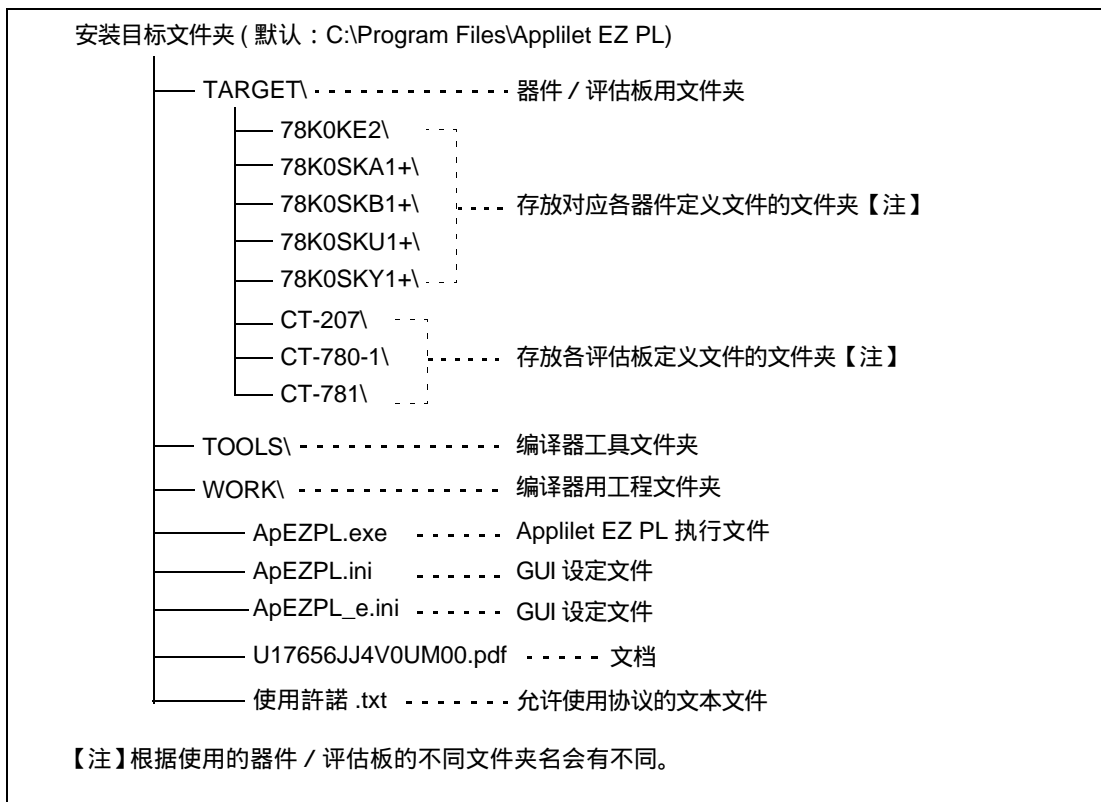 安装目标文件夹 ( 默认：C:\Program Files\Applilet EZ PL)
TARGET\ 器件 / 评估板用文件夹
78K0KE2\
78K0SKA1+\
78K0SKB1+\ 存放对应各器件定义文件的文件夹【注】
78K0SKU1+\
78K0SKY1+\
CT-207\
CT-780-1\ 存放各评估板定义文件的文件夹【注】
CT-781\
TOOLS\ 编译器工具文件夹
WORK\ 编译器用工程文件夹
ApEZPL.exe Applilet EZ PL 执行文件
ApEZPL.ini GUI 设定文件
ApEZPL_e.ini GUI 设定文件
U17656JJ4V0UM00.pdf 文档
使用許諾 .txt 允许使用协议的文本文件
【注】根据使用的器件 / 评估板的不同文件夹名会有不同。